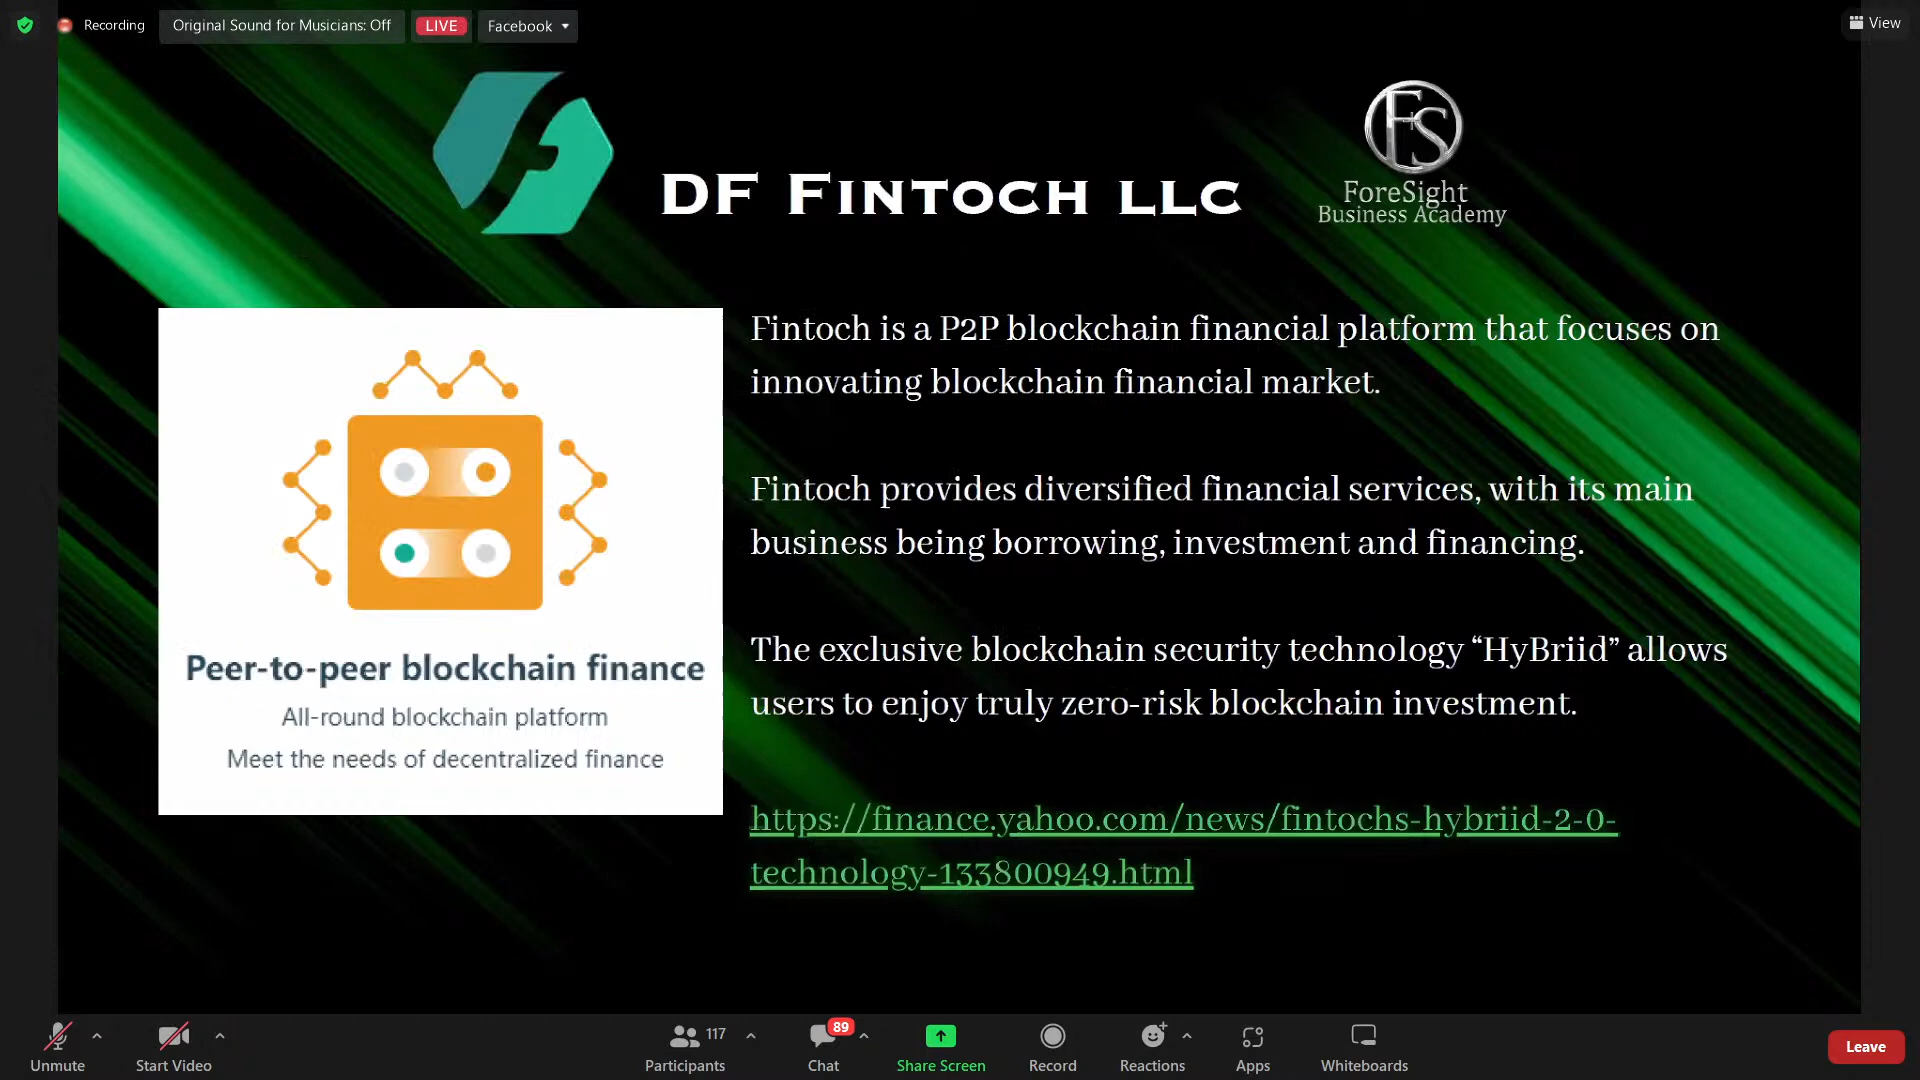 Recording
Original Sound for Musicians: Off
LIVE
Facebook
View
DF FINTOCH LLC
FS
ForeSight
Business Academy
Fintoch is a P2P blockchain financial platform that focuses on
innovating blockchain financial market.
Fintoch provides diversified financial services, with its main
business being borrowing, investment and financing.
The exclusive blockchain security technology “HyBriid” allows
users to enjoy truly zero-risk blockchain investment.
https://finance.yahoo.com/news/fintochs-hybriid-2-0-
technology-133800949.html
Peer-to-peer blockchain finance
All-round blockchain platform
Meet the needs of decentralized finance
Unmute
Start Video
117
Participants
89
Chat
Share Screen
Record
Reactions
Apps
Whiteboards
Leave